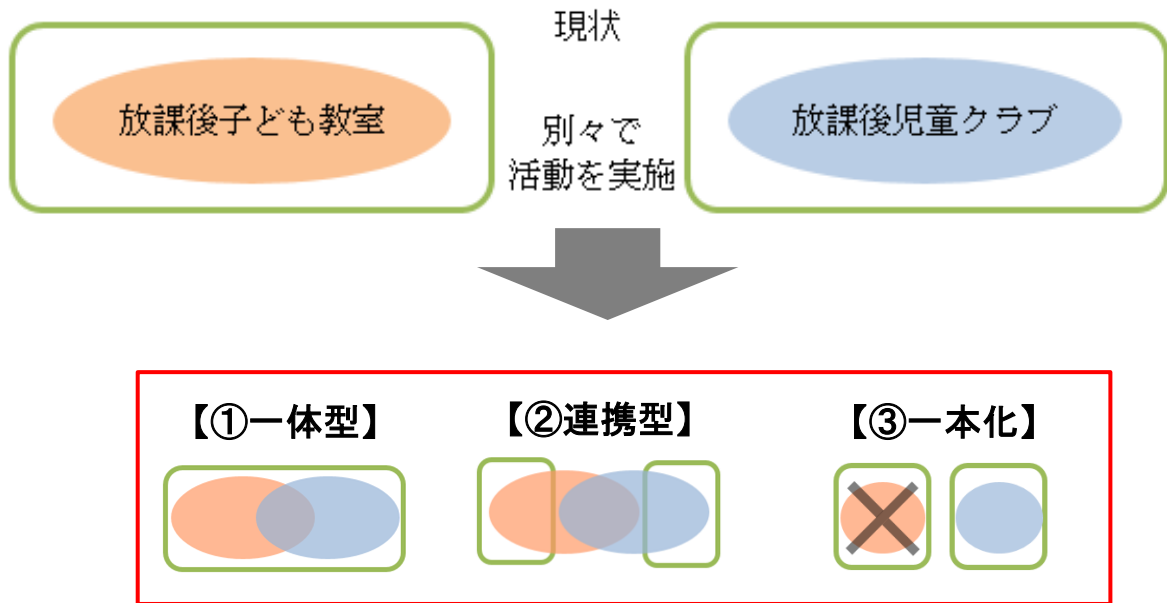 現状
放課後子ども教室
別々で
活動を実施
放課後児童クラブ
【①一体型】
【②連携型】
【③一本化】